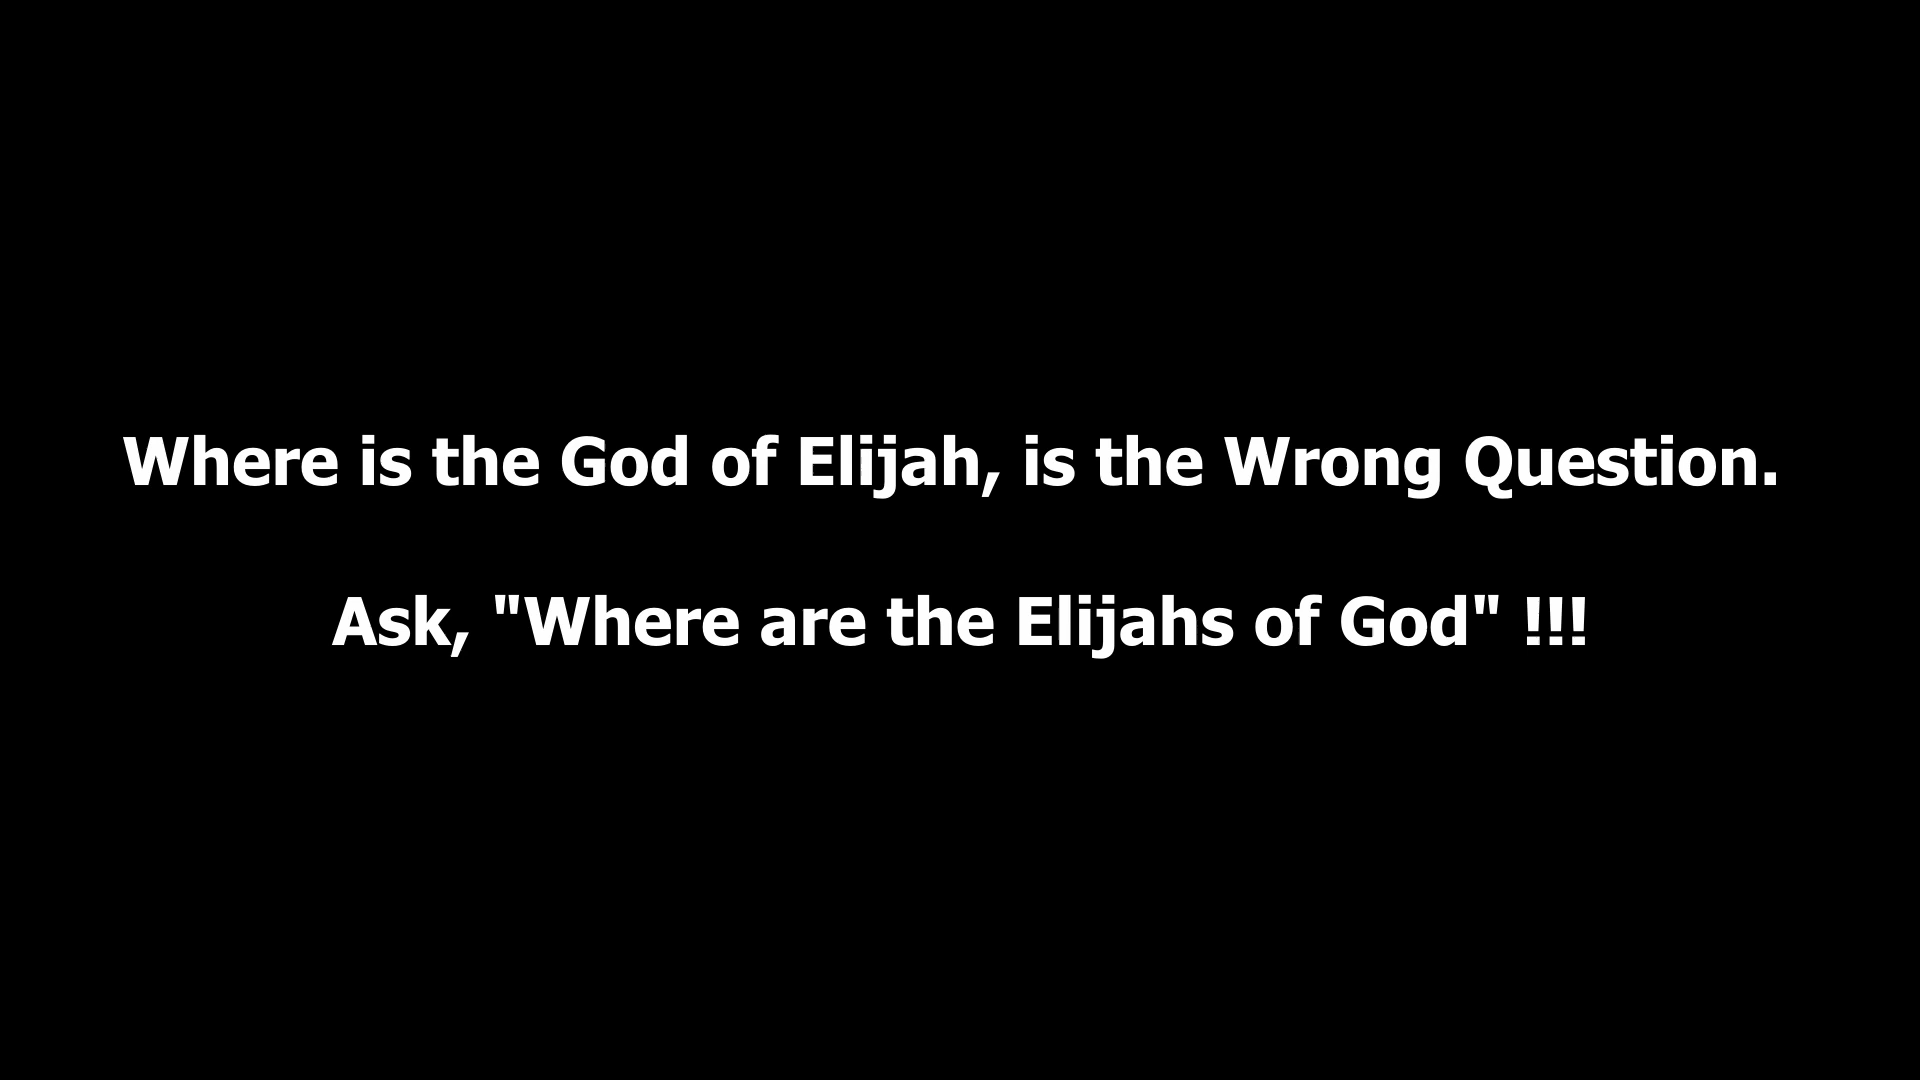 Where is the God of Elijah, is the Wrong Question.
Ask, "Where are the Elijahs of God" !!!